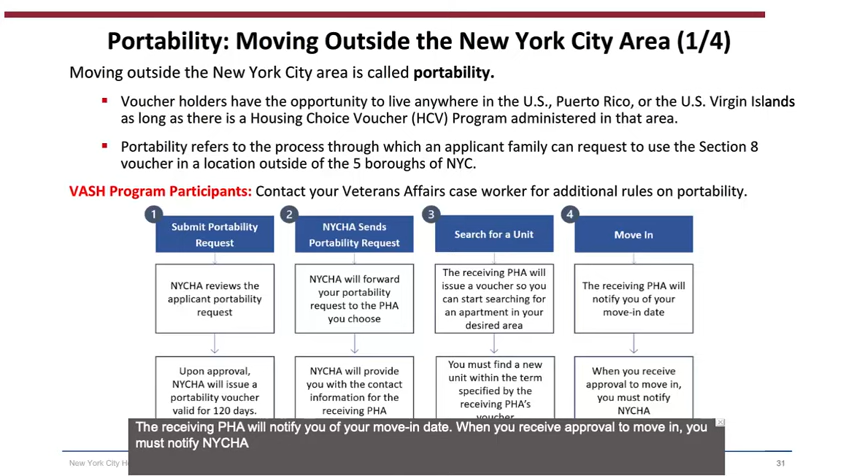 Portability: Moving Outside the New York City Area (1/4)
Moving outside the New York City area is called portability.
Voucher holders have the opportunity to live anywhere in the U.S., Puerto Rico, or the U.S. Virgin Islands
as long as there is a Housing Choice Voucher (HCV) Program administered in that area.
Portability refers to the process through which an applicant family can request to use the Section 8
voucher in a location outside of the 5 boroughs of NYC.
VASH Program Participants: Contact your Veterans Affairs case worker for additional rules on portability.
1
Submit Portability
Request
NYCHA reviews the
applicant portability
request
Upon approval,
NYCHA will issue a
portability voucher
valid for 120 days.
2
NYCHA Sends
Portability Request
NYCHA will forward
your portability
request to the PHA
you choose
NYCHA will provide
you with the contact
information for the
receiving PHA
3
Search for a Unit
The receiving PHA will
issue a voucher so you
can start searching for
an apartment in your
desired area
You must find a new
unit within the term
specified by the
receiving PHA's
voucher
4
Move In
The receiving PHA will
notify you of your
move-in date
When you receive
approval to move in,
you must notify
NYCHA
The receiving PHA will notify you of your move-in date. When you receive approval to move in, you
must notify NYCHA
New York City
31